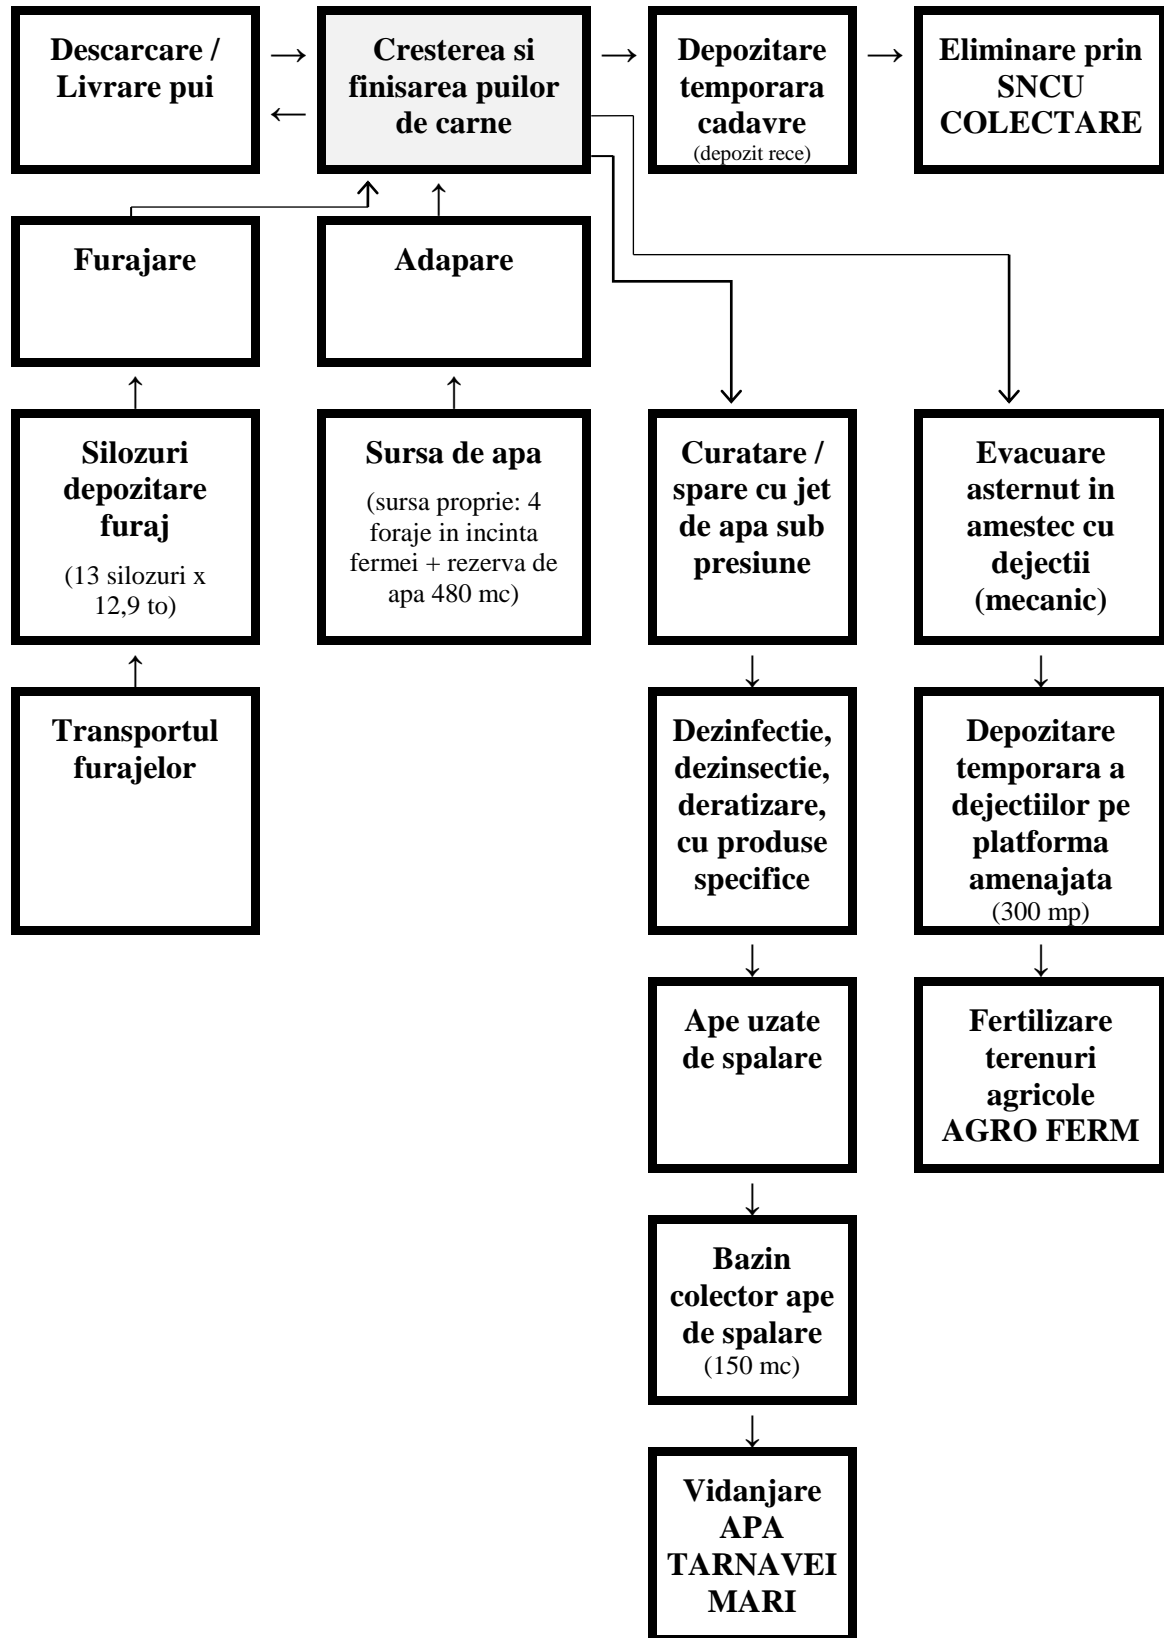 Descarcare /
Livrare pui
→
←
Cresterea si
finisarea puilor
de carne
→
Depozitare
temporara
cadavre
(depozit rece)
→
Eliminare prin
SNCU
COLECTARE
Furajare
Adapare
Silozuri
depozitare
furaj
(13 silozuri x
12,9 to)
Sursa de apa
(sursa proprie: 4
foraje in incinta
fermei + rezerva de
apa 480 mc)
Curatare /
spare cu jet
de apa sub
presiune
Evacuare
asternut in
amestec cu
dejectii
(mecanic)
Transportul
furajelor
Dezinfectie,
dezinsectie,
deratizare,
cu produse
specifice
Depozitare
temporara a
dejectiilor pe
platforma
amenajata
(300 mp)
Ape uzate
de spalare
Fertilizare
terenuri
agricole
AGRO FERM
Bazin
colector ape
de spalare
(150 mc)
Vidanjare
APA
TARNAVEI
MARI